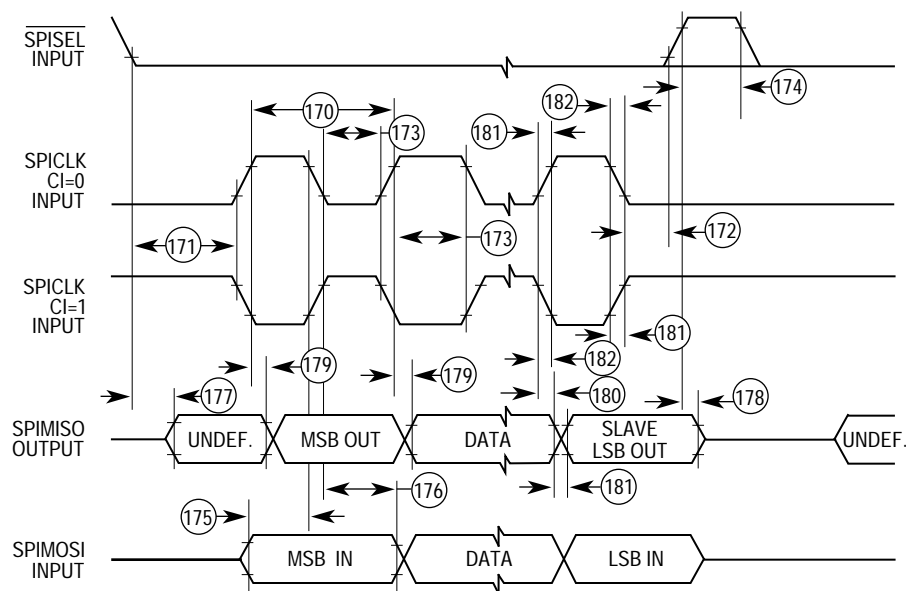 SPISEL
INPUT
174
182
170
181
173
SPICLK
CI=0
INPUT
173
172
171
SPICLK
CI=1
INPUT
181
182
179
179
180
177
178
SPIMISO
OUTPUT
UNDEF.
MSB OUT
DATA
SLAVE
LSB OUT
UNDEF.
181
176
175
SPIMOSI
INPUT
MSB IN
DATA
LSB IN